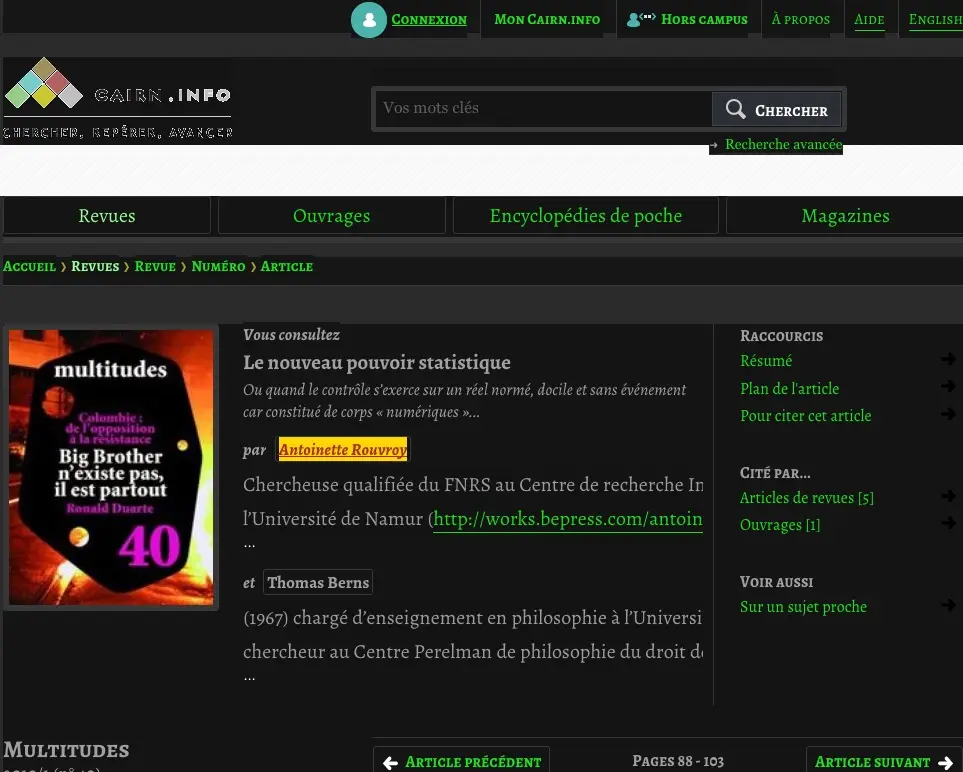 Connexion
Mon Cairn.info
Hors campus
À propos
Aide
English
CAIRN.INFO
CHERCHER, REPÉRER, AVANCER
Vos mots clés
Chercher
→ Recherche avancée
Revues
Ouvrages
Encyclopédies de poche
Magazines
Accueil › Revues › Revue › Numéro › Article
multitudes
Colombie :
de l'opposition
à la résistance
Big Brother
n'existe pas,
il est partout
Ronald Duarte
40
Vous consultez
Le nouveau pouvoir statistique
Ou quand le contrôle s'exerce sur un réel normé, docile et sans événement
car constitué de corps « numériques »...
par Antoinette Rouvroy
Chercheuse qualifiée du FNRS au Centre de recherche In
l'Université de Namur (http://works.bepress.com/antoin
...
et Thomas Berns
(1967) chargé d'enseignement en philosophie à l'Universi
chercheur au Centre Perelman de philosophie du droit de
...
Raccourcis
Résumé
Plan de l'article
Pour citer cet article
Cité par...
Articles de revues [5]
Ouvrages [1]
Voir aussi
Sur un sujet proche
Multitudes
Article précédent
Pages 88 - 103
Article suivant